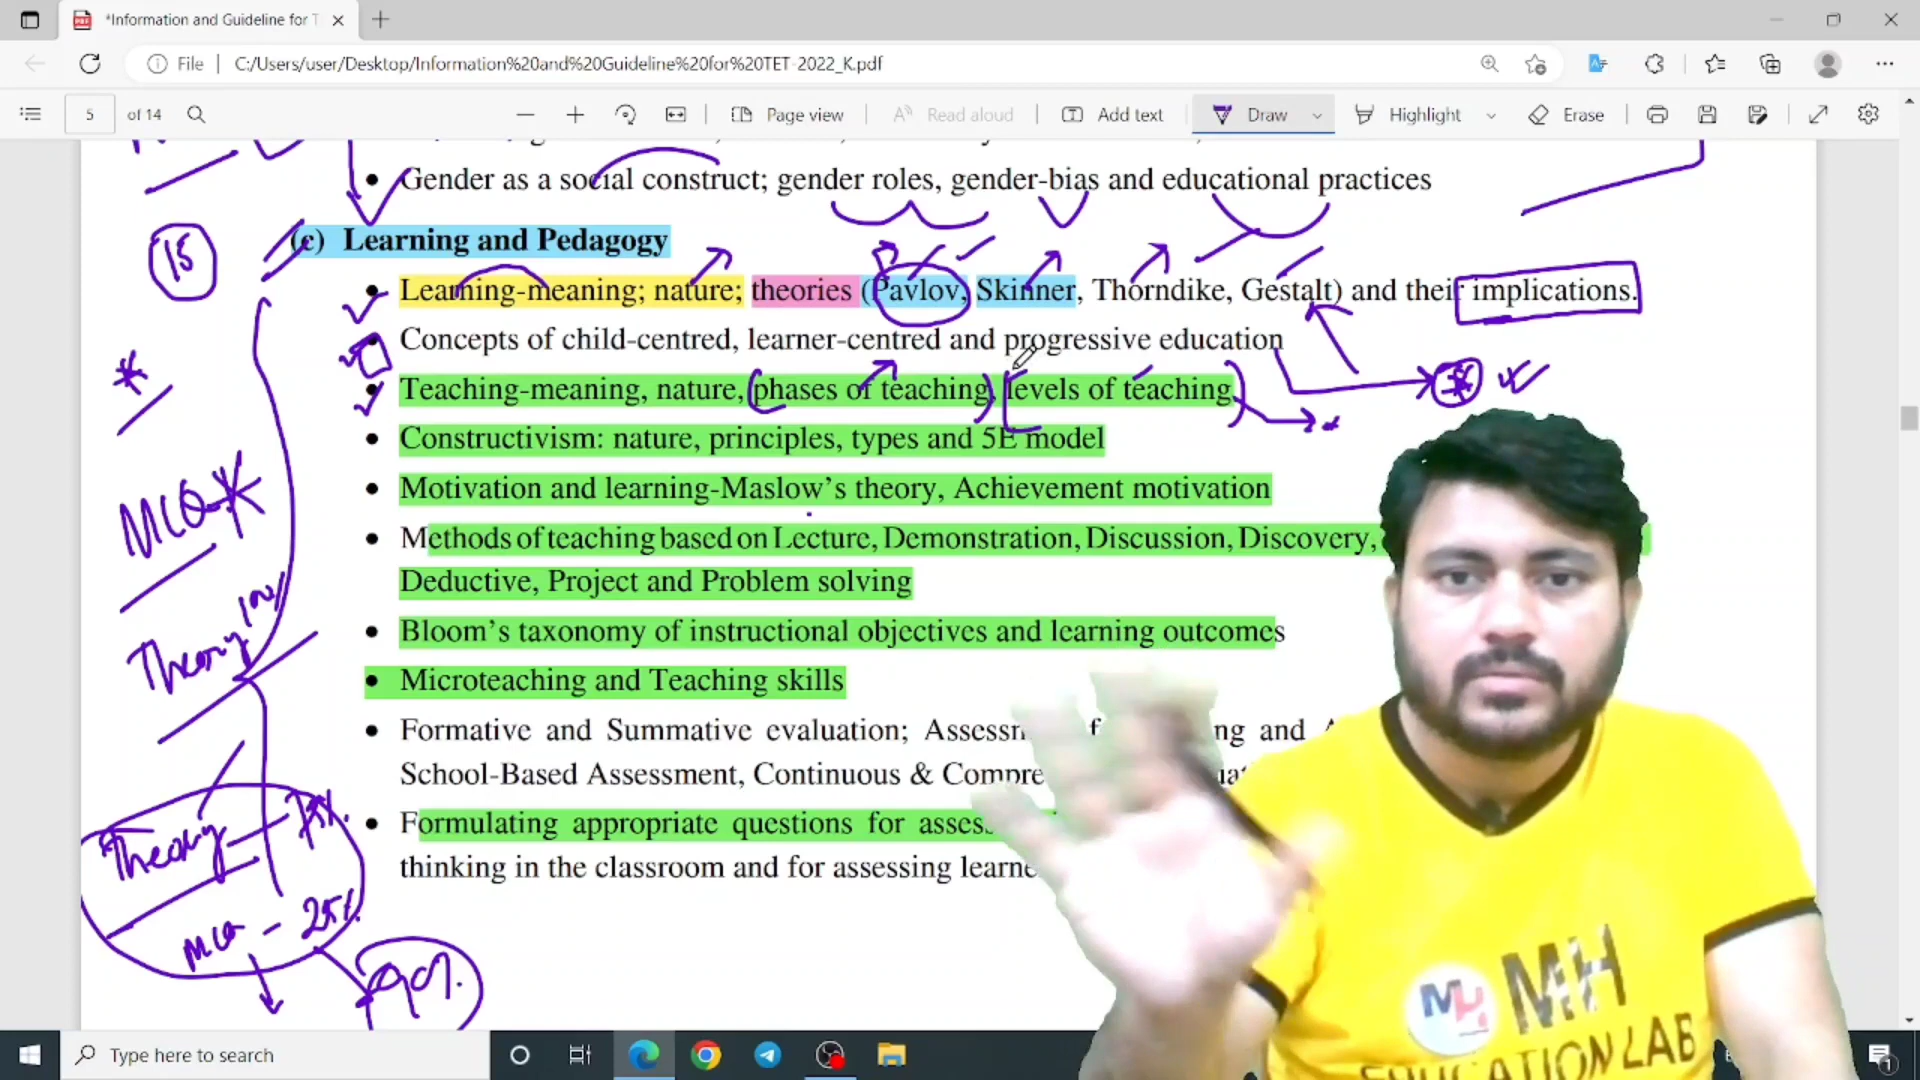 *Information and Guideline for T
File
C:/Users/user/Desktop/Information%20and%20Guideline%20for%20TET-2022_K.pdf
5 of 14
Page view
Read aloud
Add text
Draw
Highlight
Erase
• Gender as a social construct; gender roles, gender-bias and educational practices
15
(c) Learning and Pedagogy
• Learning-meaning; nature; theories (Pavlov, Skinner, Thorndike, Gestalt) and their implications.
• Concepts of child-centred, learner-centred and progressive education
• Teaching-meaning, nature, phases of teaching, levels of teaching
• Constructivism: nature, principles, types and 5E model
• Motivation and learning-Maslow's theory, Achievement motivation
MCQ
• Methods of teaching based on Lecture, Demonstration, Discussion, Discovery,
Deductive, Project and Problem solving
• Bloom's taxonomy of instructional objectives and learning outcomes
Theory
• Microteaching and Teaching skills
• Formative and Summative evaluation; Assessm ng and
School-Based Assessment, Continuous & Compre
Theory
• Formulating appropriate questions for assess
thinking in the classroom and for assessing learne
MCQ - 25%
90%
MH
EDUCATION LAB
Type here to search
1